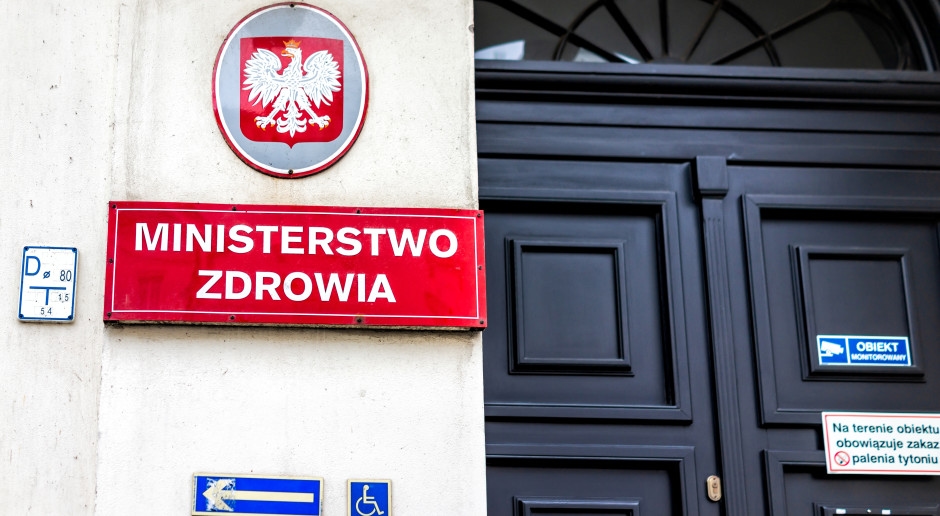 MINISTERSTWO
ZDROWIA
D ø 80
1,5
5,4
OBIEKT
MONITOROWANY
Na terenie obiektu
obowiązuje zakaz
palenia tytoniu